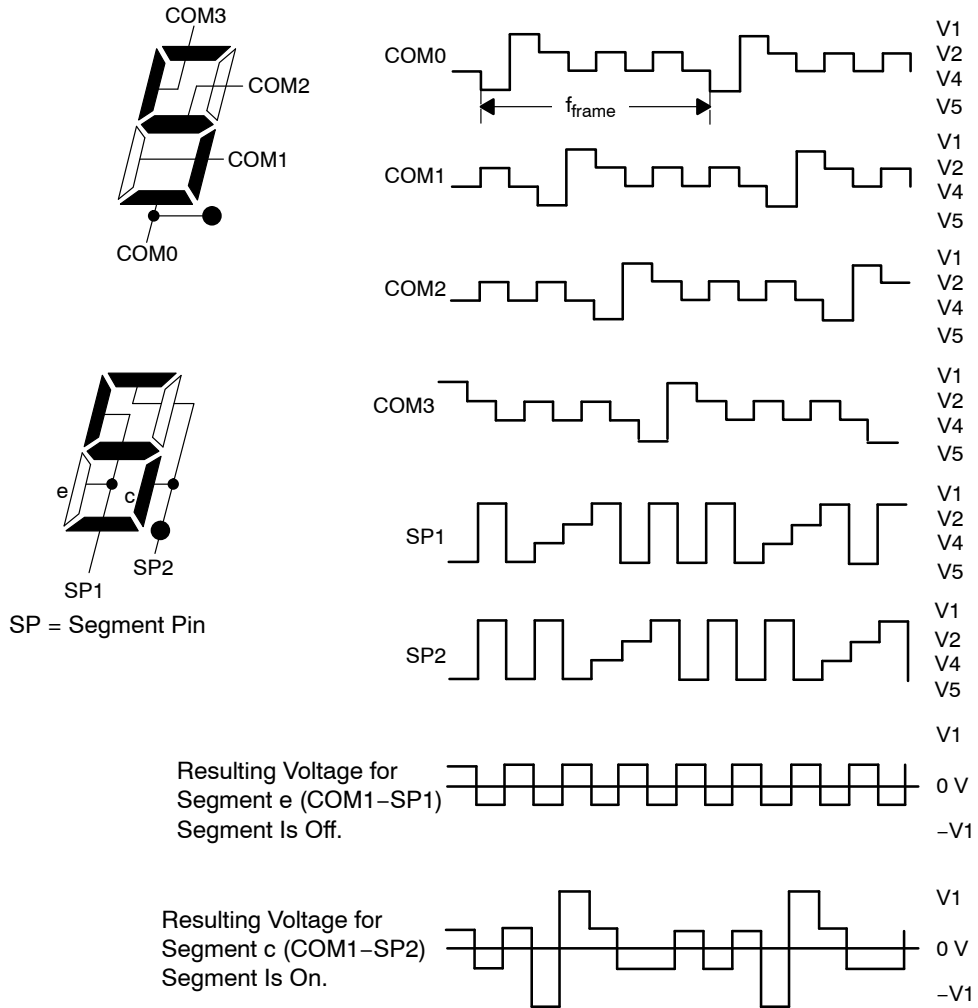 COM3
COM2
COM1
COM0
COM0
f_frame
V1
V2
V4
V5
COM1
V1
V2
V4
V5
COM2
V1
V2
V4
V5
COM3
V1
V2
V4
V5
e
c
SP2
SP1
SP = Segment Pin
SP1
V1
V2
V4
V5
SP2
V1
V2
V4
V5
Resulting Voltage for
Segment e (COM1−SP1)
Segment Is Off.
V1
0 V
−V1
Resulting Voltage for
Segment c (COM1−SP2)
Segment Is On.
V1
0 V
−V1